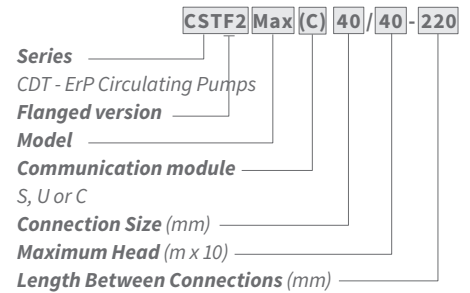 CSTF2 Max (C) 40 / 40 - 220
Series
CDT - ErP Circulating Pumps
Flanged version
Model
Communication module
S, U or C
Connection Size (mm)
Maximum Head (m x 10)
Length Between Connections (mm)